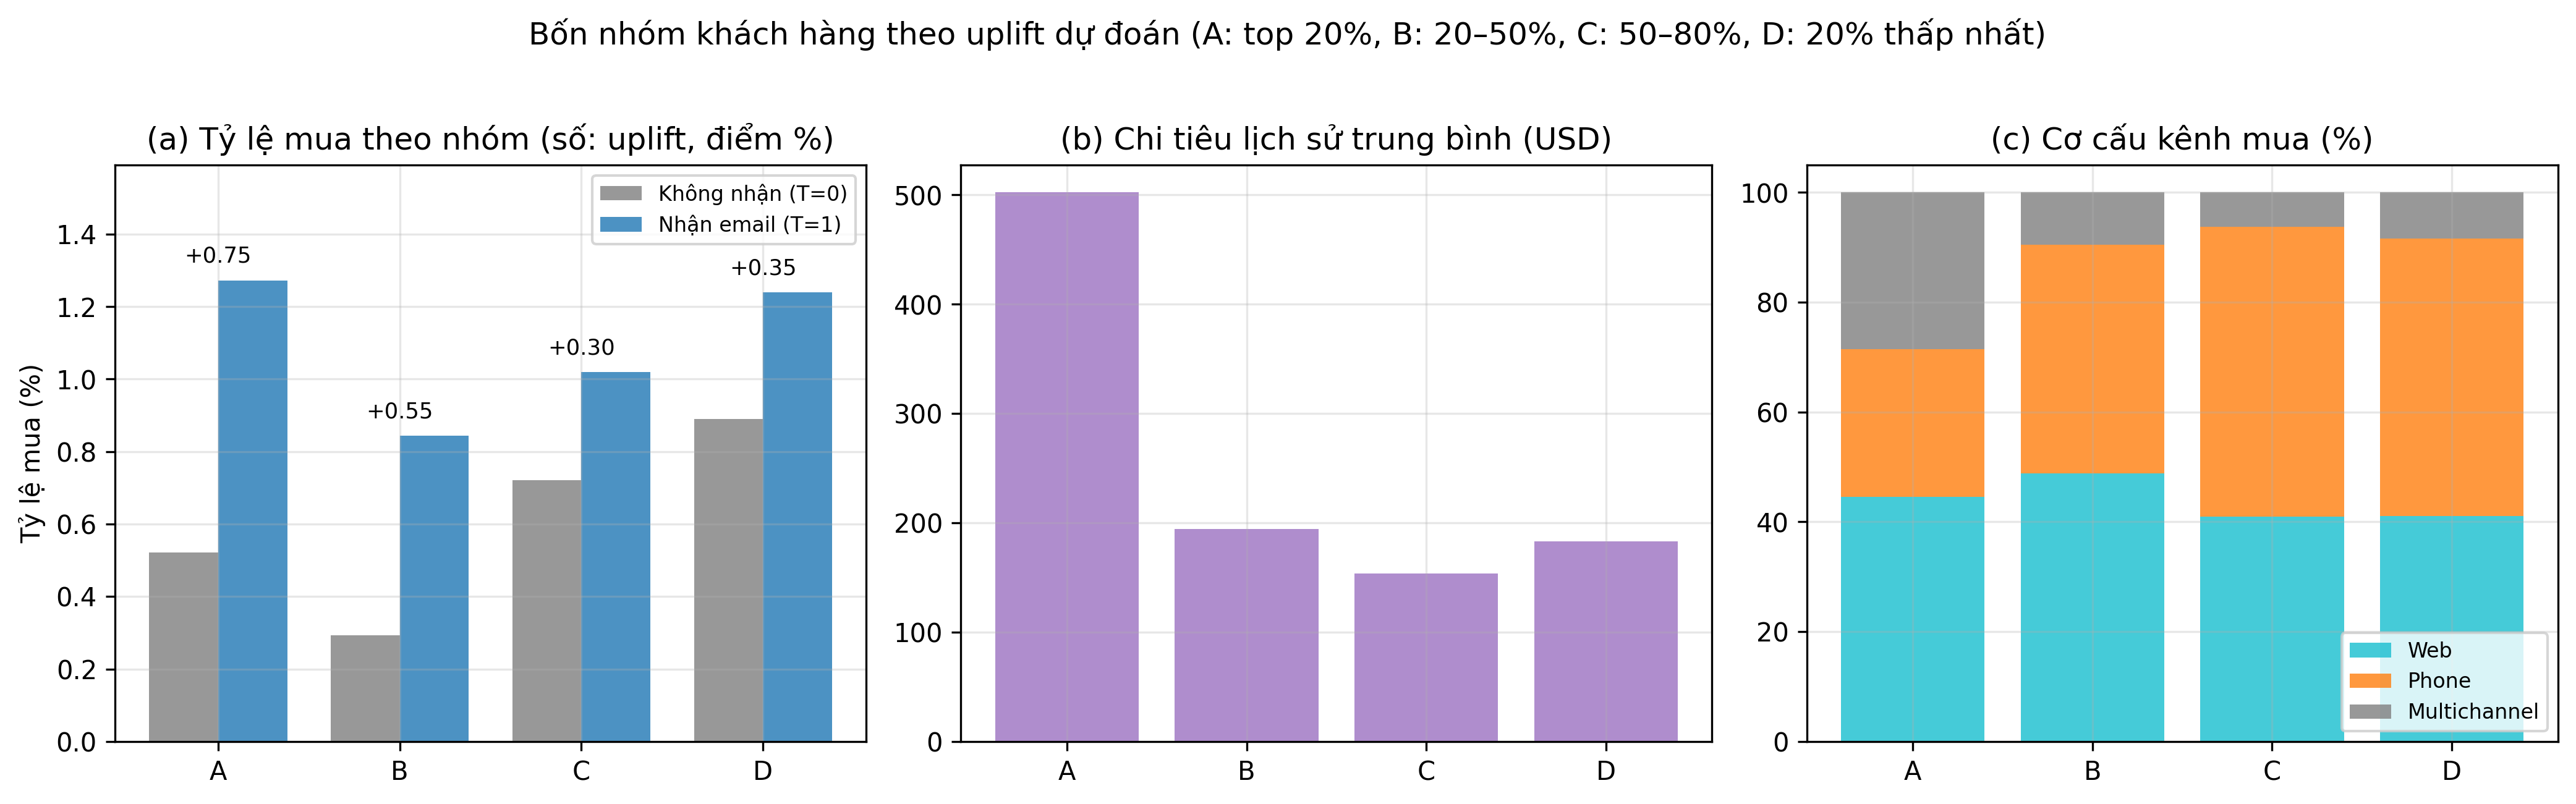 Bốn nhóm khách hàng theo uplift dự đoán (A: top 20%, B: 20–50%, C: 50–80%, D: 20% thấp nhất)
(a) Tỷ lệ mua theo nhóm (số: uplift, điểm %)
Tỷ lệ mua (%)
1.4
1.2
1.0
0.8
0.6
0.4
0.2
0.0
Không nhận (T=0)
Nhận email (T=1)
+0.75
+0.55
+0.30
+0.35
A B C D
(b) Chi tiêu lịch sử trung bình (USD)
500
400
300
200
100
0
A B C D
(c) Cơ cấu kênh mua (%)
100
80
60
40
20
0
Web
Phone
Multichannel
A B C D